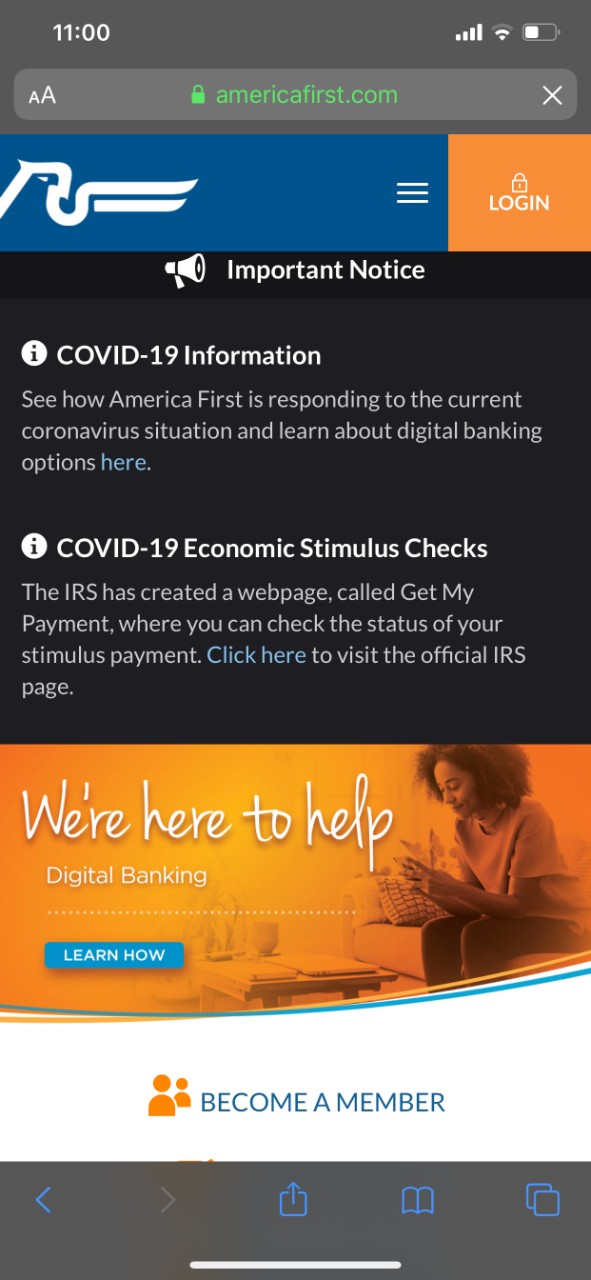 11:00
AA
americafirst.com
LOGIN
Important Notice
COVID-19 Information
See how America First is responding to the current
coronavirus situation and learn about digital banking
options here.
COVID-19 Economic Stimulus Checks
The IRS has created a webpage, called Get My
Payment, where you can check the status of your
stimulus payment. Click here to visit the official IRS
page.
We're here to help
Digital Banking
LEARN HOW
BECOME A MEMBER